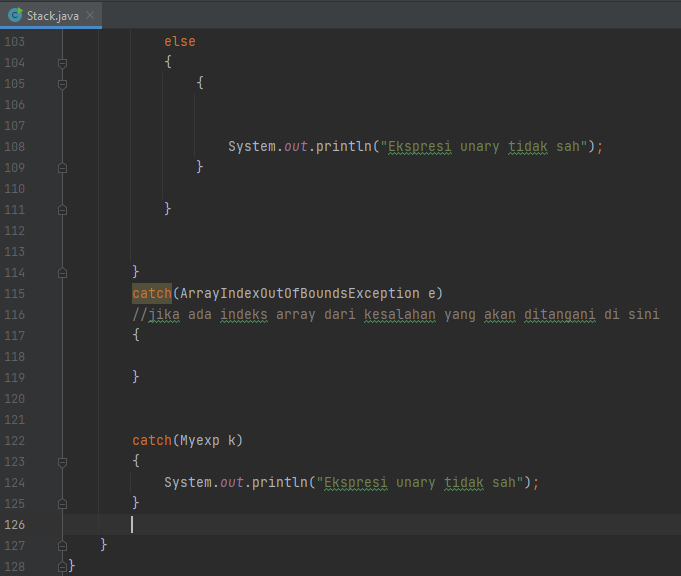 Stack.java
103 else
104 {
105 {
106
107
108 System.out.println("Ekspresi unary tidak sah");
109 }
110
111 }
112
113
114 }
115 catch(ArrayIndexOutOfBoundsException e)
116 //jika ada indeks array dari kesalahan yang akan ditangani di sini
117 {
118
119 }
120
121
122 catch(Myexp k)
123 {
124 System.out.println("Ekspresi unary tidak sah");
125 }
126
127 }
128 }